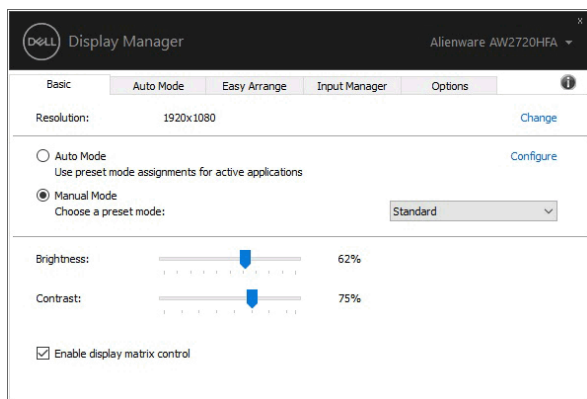 DELL Display Manager
Alienware AW2720HFA
x
Basic
Auto Mode
Easy Arrange
Input Manager
Options
Resolution: 1920x1080 Change
Auto Mode Configure
Use preset mode assignments for active applications
Manual Mode
Choose a preset mode: Standard
Brightness: 62%
Contrast: 75%
Enable display matrix control